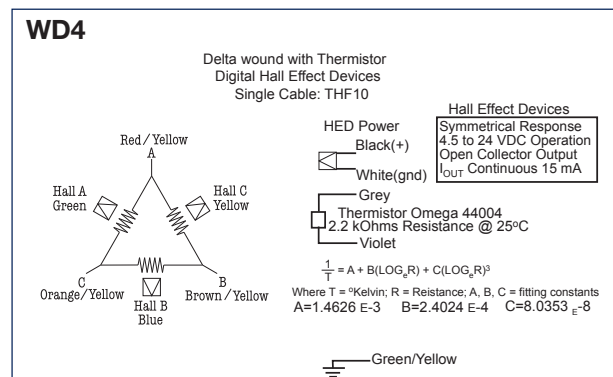 WD4
Delta wound with Thermistor
Digital Hall Effect Devices
Single Cable: THF10
Red/Yellow
A
Hall A
Green
Hall C
Yellow
C
Orange/Yellow
Hall B
Blue
B
Brown/Yellow
HED Power
Black(+)
White(gnd)
Hall Effect Devices
Symmetrical Response
4.5 to 24 VDC Operation
Open Collector Output
I_OUT Continuous 15 mA
Grey
Thermistor Omega 44004
2.2 kOhms Resistance @ 25ºC
Violet
1/T = A + B(LOGₑR) + C(LOGₑR)³
Where T = ºKelvin; R = Reistance; A, B, C = fitting constants
A=1.4626 E-3 B=2.4024 E-4 C=8.0353 E-8
Green/Yellow